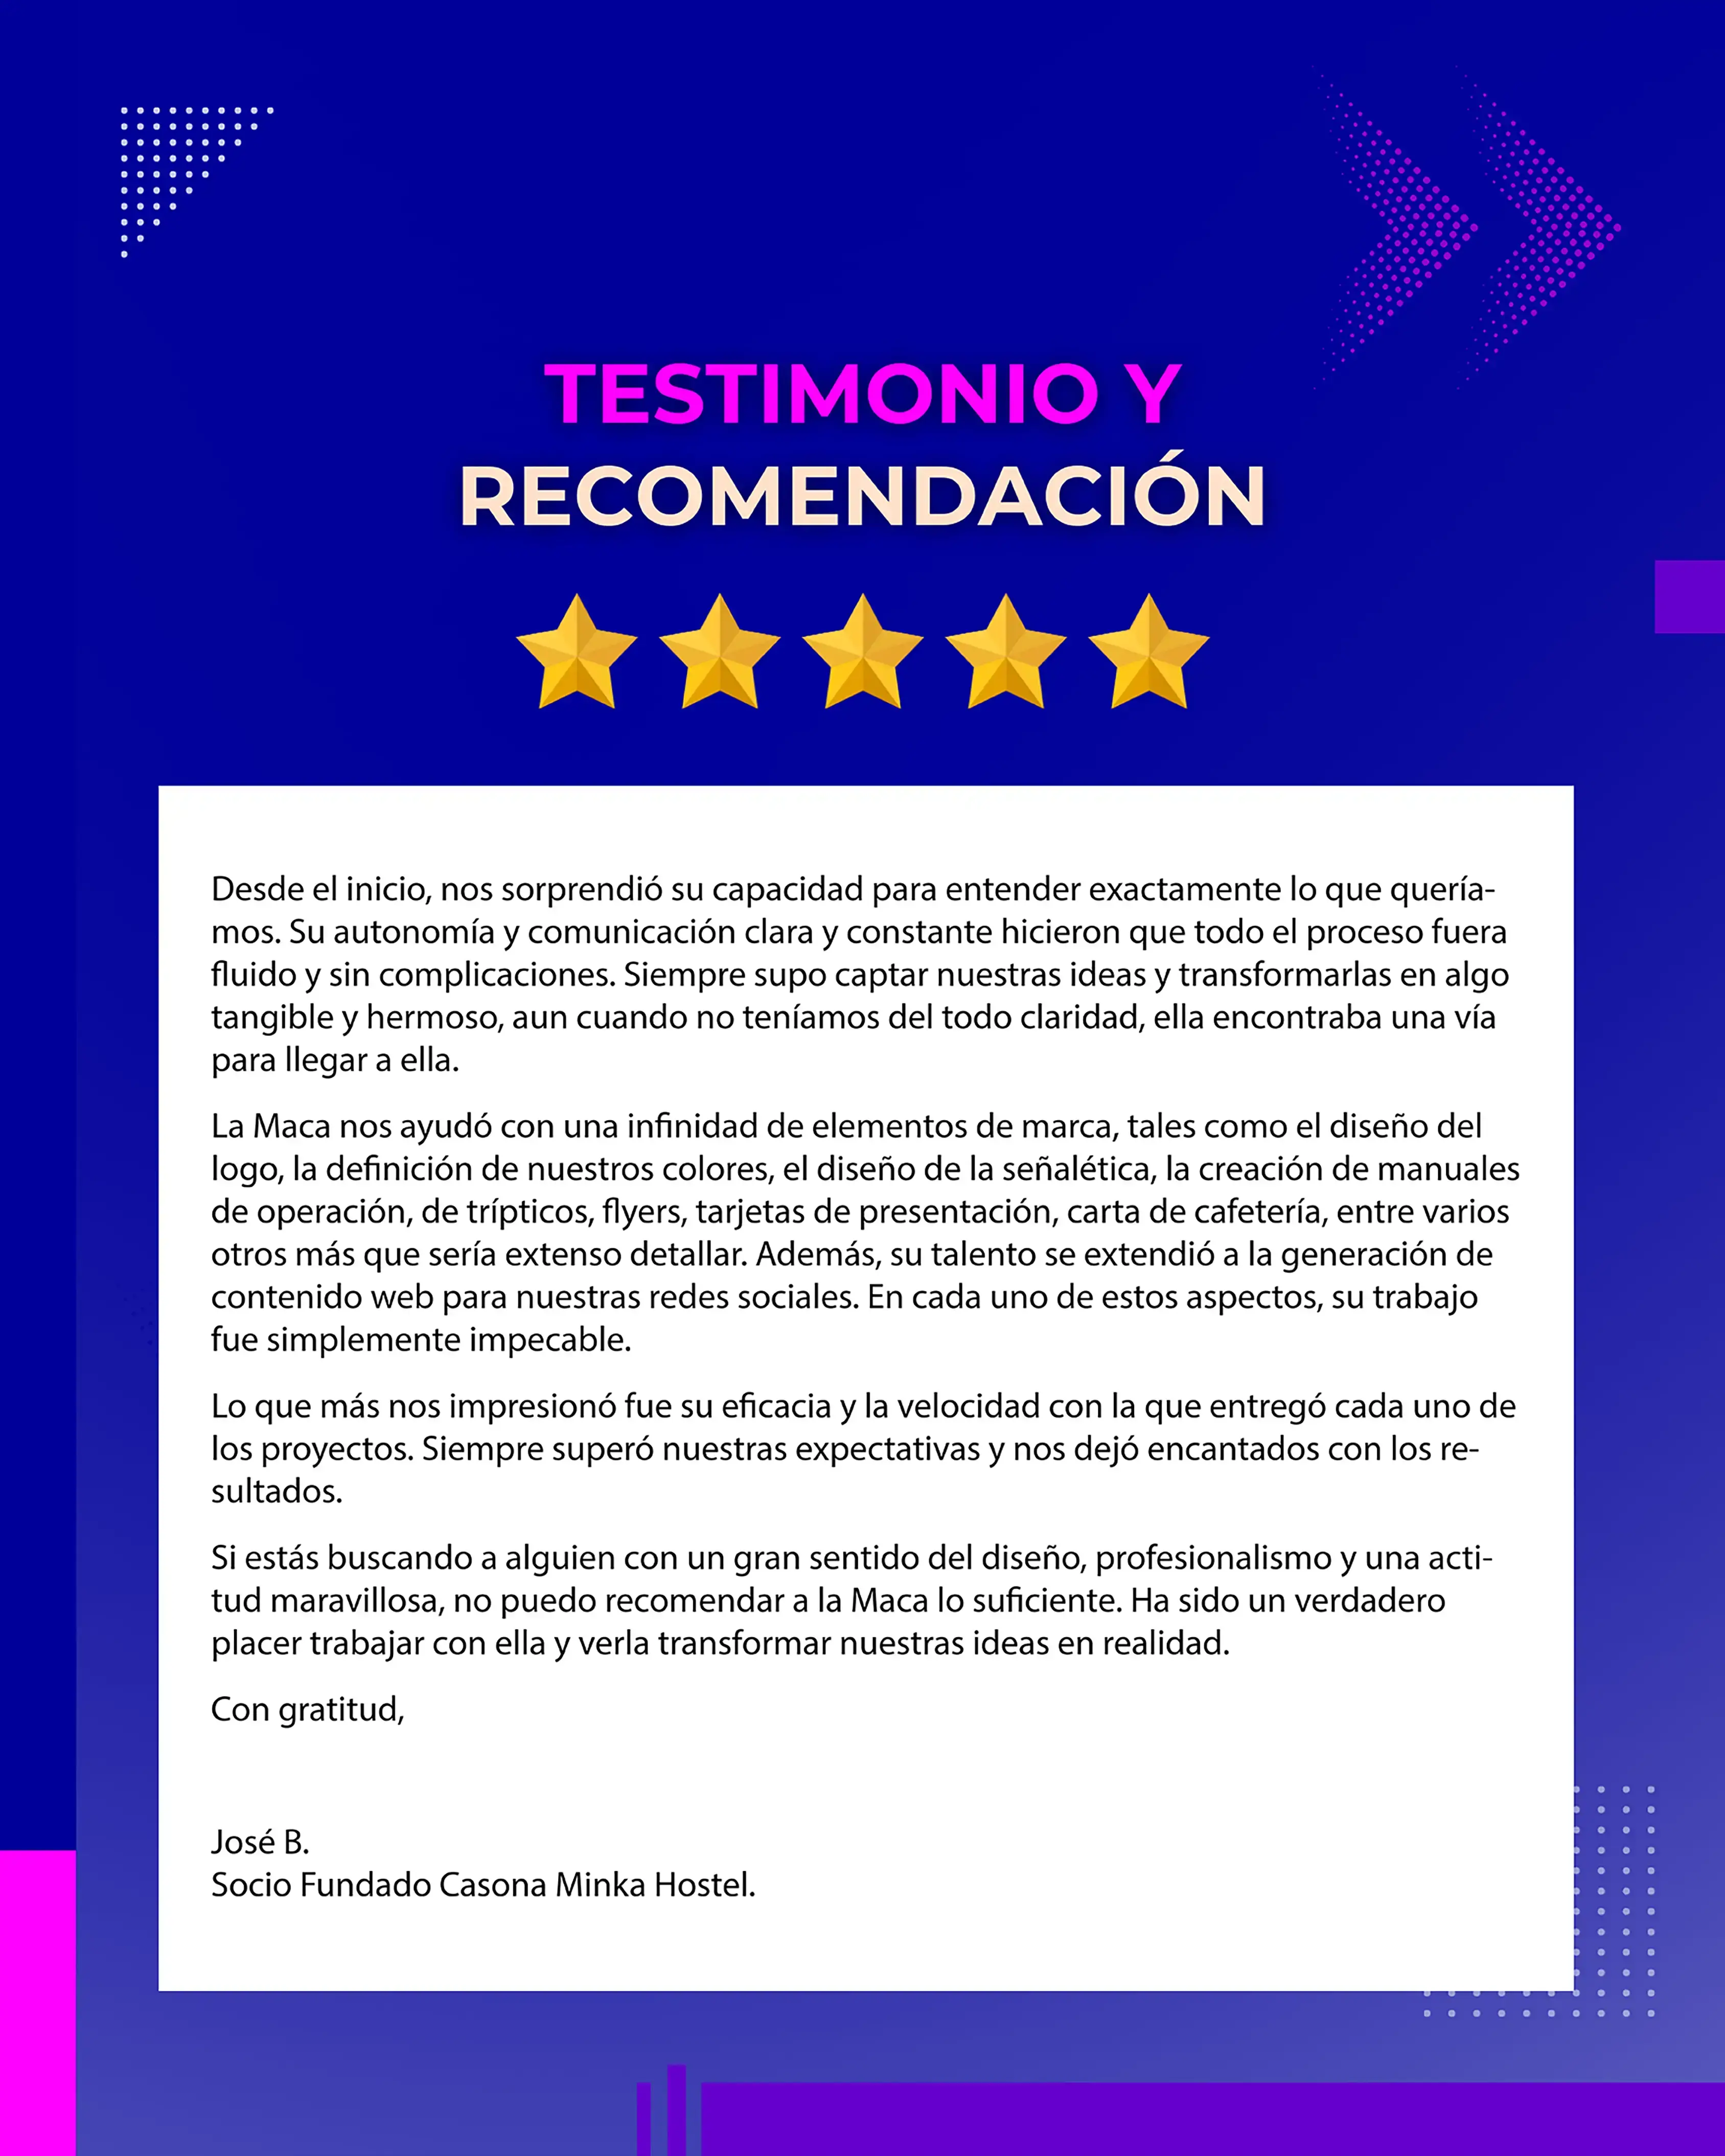 TESTIMONIO Y
RECOMENDACIÓN
Desde el inicio, nos sorprendió su capacidad para entender exactamente lo que quería-
mos. Su autonomía y comunicación clara y constante hicieron que todo el proceso fuera
fluido y sin complicaciones. Siempre supo captar nuestras ideas y transformarlas en algo
tangible y hermoso, aun cuando no teníamos del todo claridad, ella encontraba una vía
para llegar a ella.
La Maca nos ayudó con una infinidad de elementos de marca, tales como el diseño del
logo, la definición de nuestros colores, el diseño de la señalética, la creación de manuales
de operación, de trípticos, flyers, tarjetas de presentación, carta de cafetería, entre varios
otros más que sería extenso detallar. Además, su talento se extendió a la generación de
contenido web para nuestras redes sociales. En cada uno de estos aspectos, su trabajo
fue simplemente impecable.
Lo que más nos impresionó fue su eficacia y la velocidad con la que entregó cada uno de
los proyectos. Siempre superó nuestras expectativas y nos dejó encantados con los re-
sultados.
Si estás buscando a alguien con un gran sentido del diseño, profesionalismo y una acti-
tud maravillosa, no puedo recomendar a la Maca lo suficiente. Ha sido un verdadero
placer trabajar con ella y verla transformar nuestras ideas en realidad.
Con gratitud,
José B.
Socio Fundado Casona Minka Hostel.